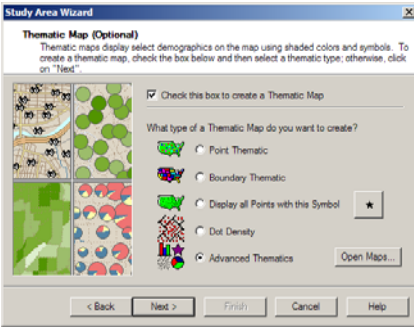 Study Area Wizard
Thematic Map (Optional)
Thematic maps display select demographics on the map using shaded colors and symbols. To
create a thematic map, check the box below and then select a thematic type; otherwise, click
on "Next".
Check this box to create a Thematic Map
What type of a Thematic Map do you want to create?
Point Thematic
Boundary Thematic
Display all Points with this Symbol
Dot Density
Advanced Thematics
Open Maps...
< Back
Next >
Finish
Cancel
Help